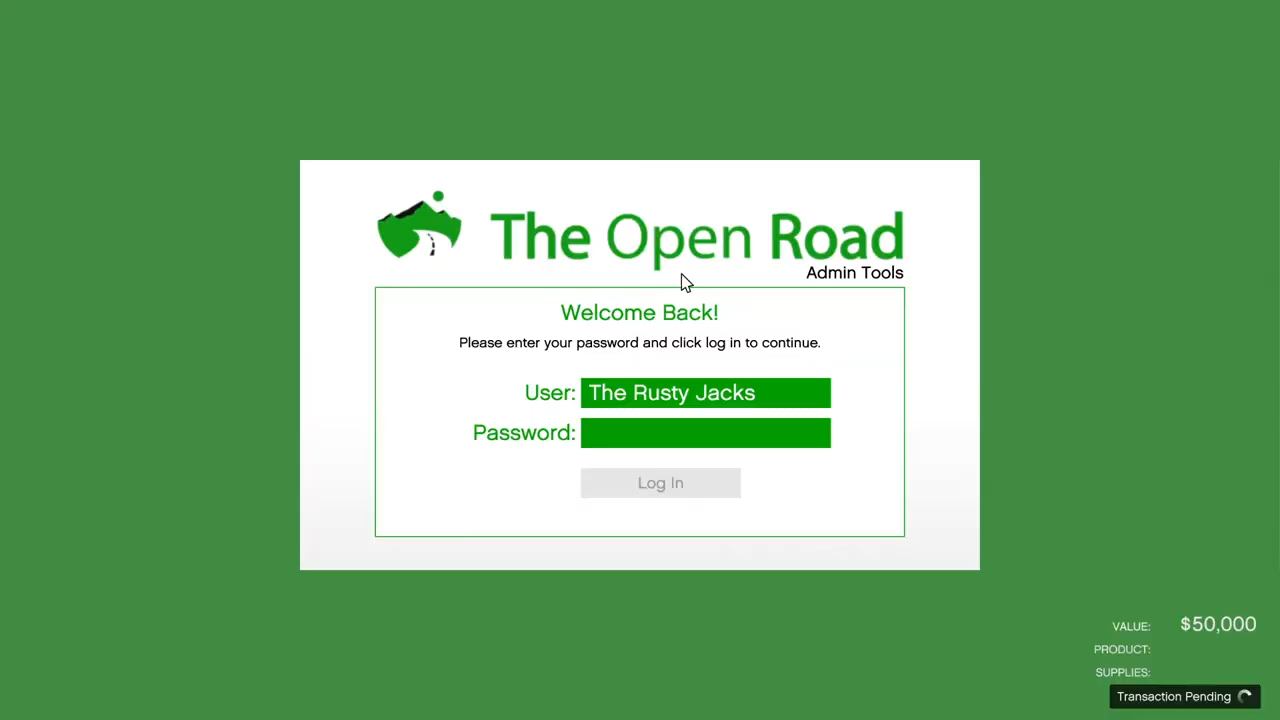 The Open Road
Admin Tools
Welcome Back!
Please enter your password and click log in to continue.
User: The Rusty Jacks
Password:
Log In
VALUE: $50,000
PRODUCT:
SUPPLIES:
Transaction Pending